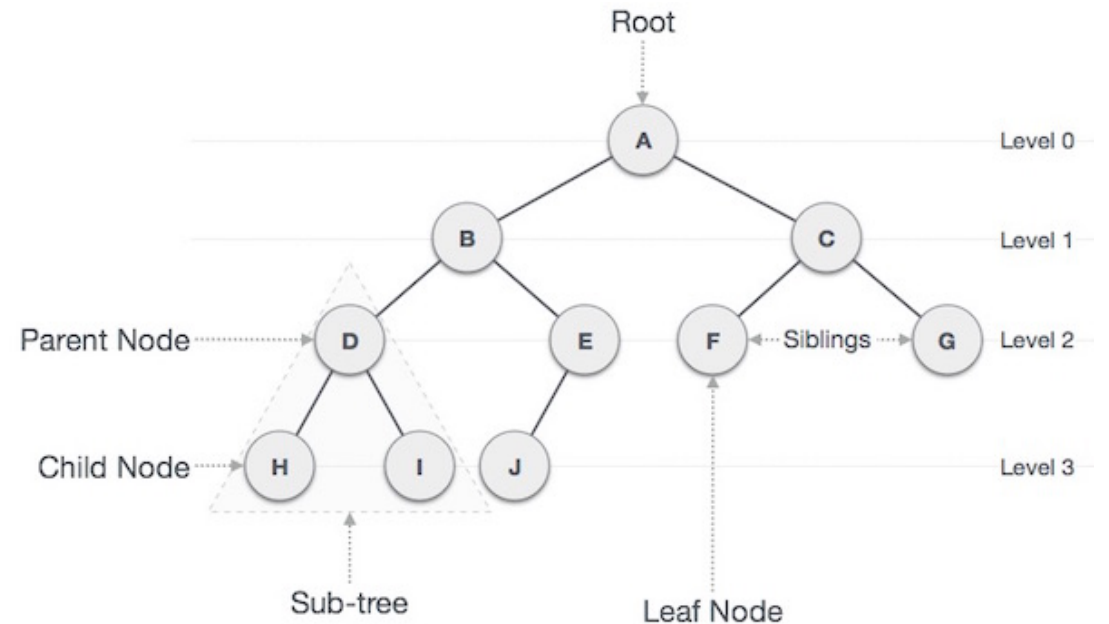 Root
A
Level 0
B
C
Level 1
Parent Node
D
E
F
Siblings
G
Level 2
Child Node
H
I
J
Level 3
Sub-tree
Leaf Node